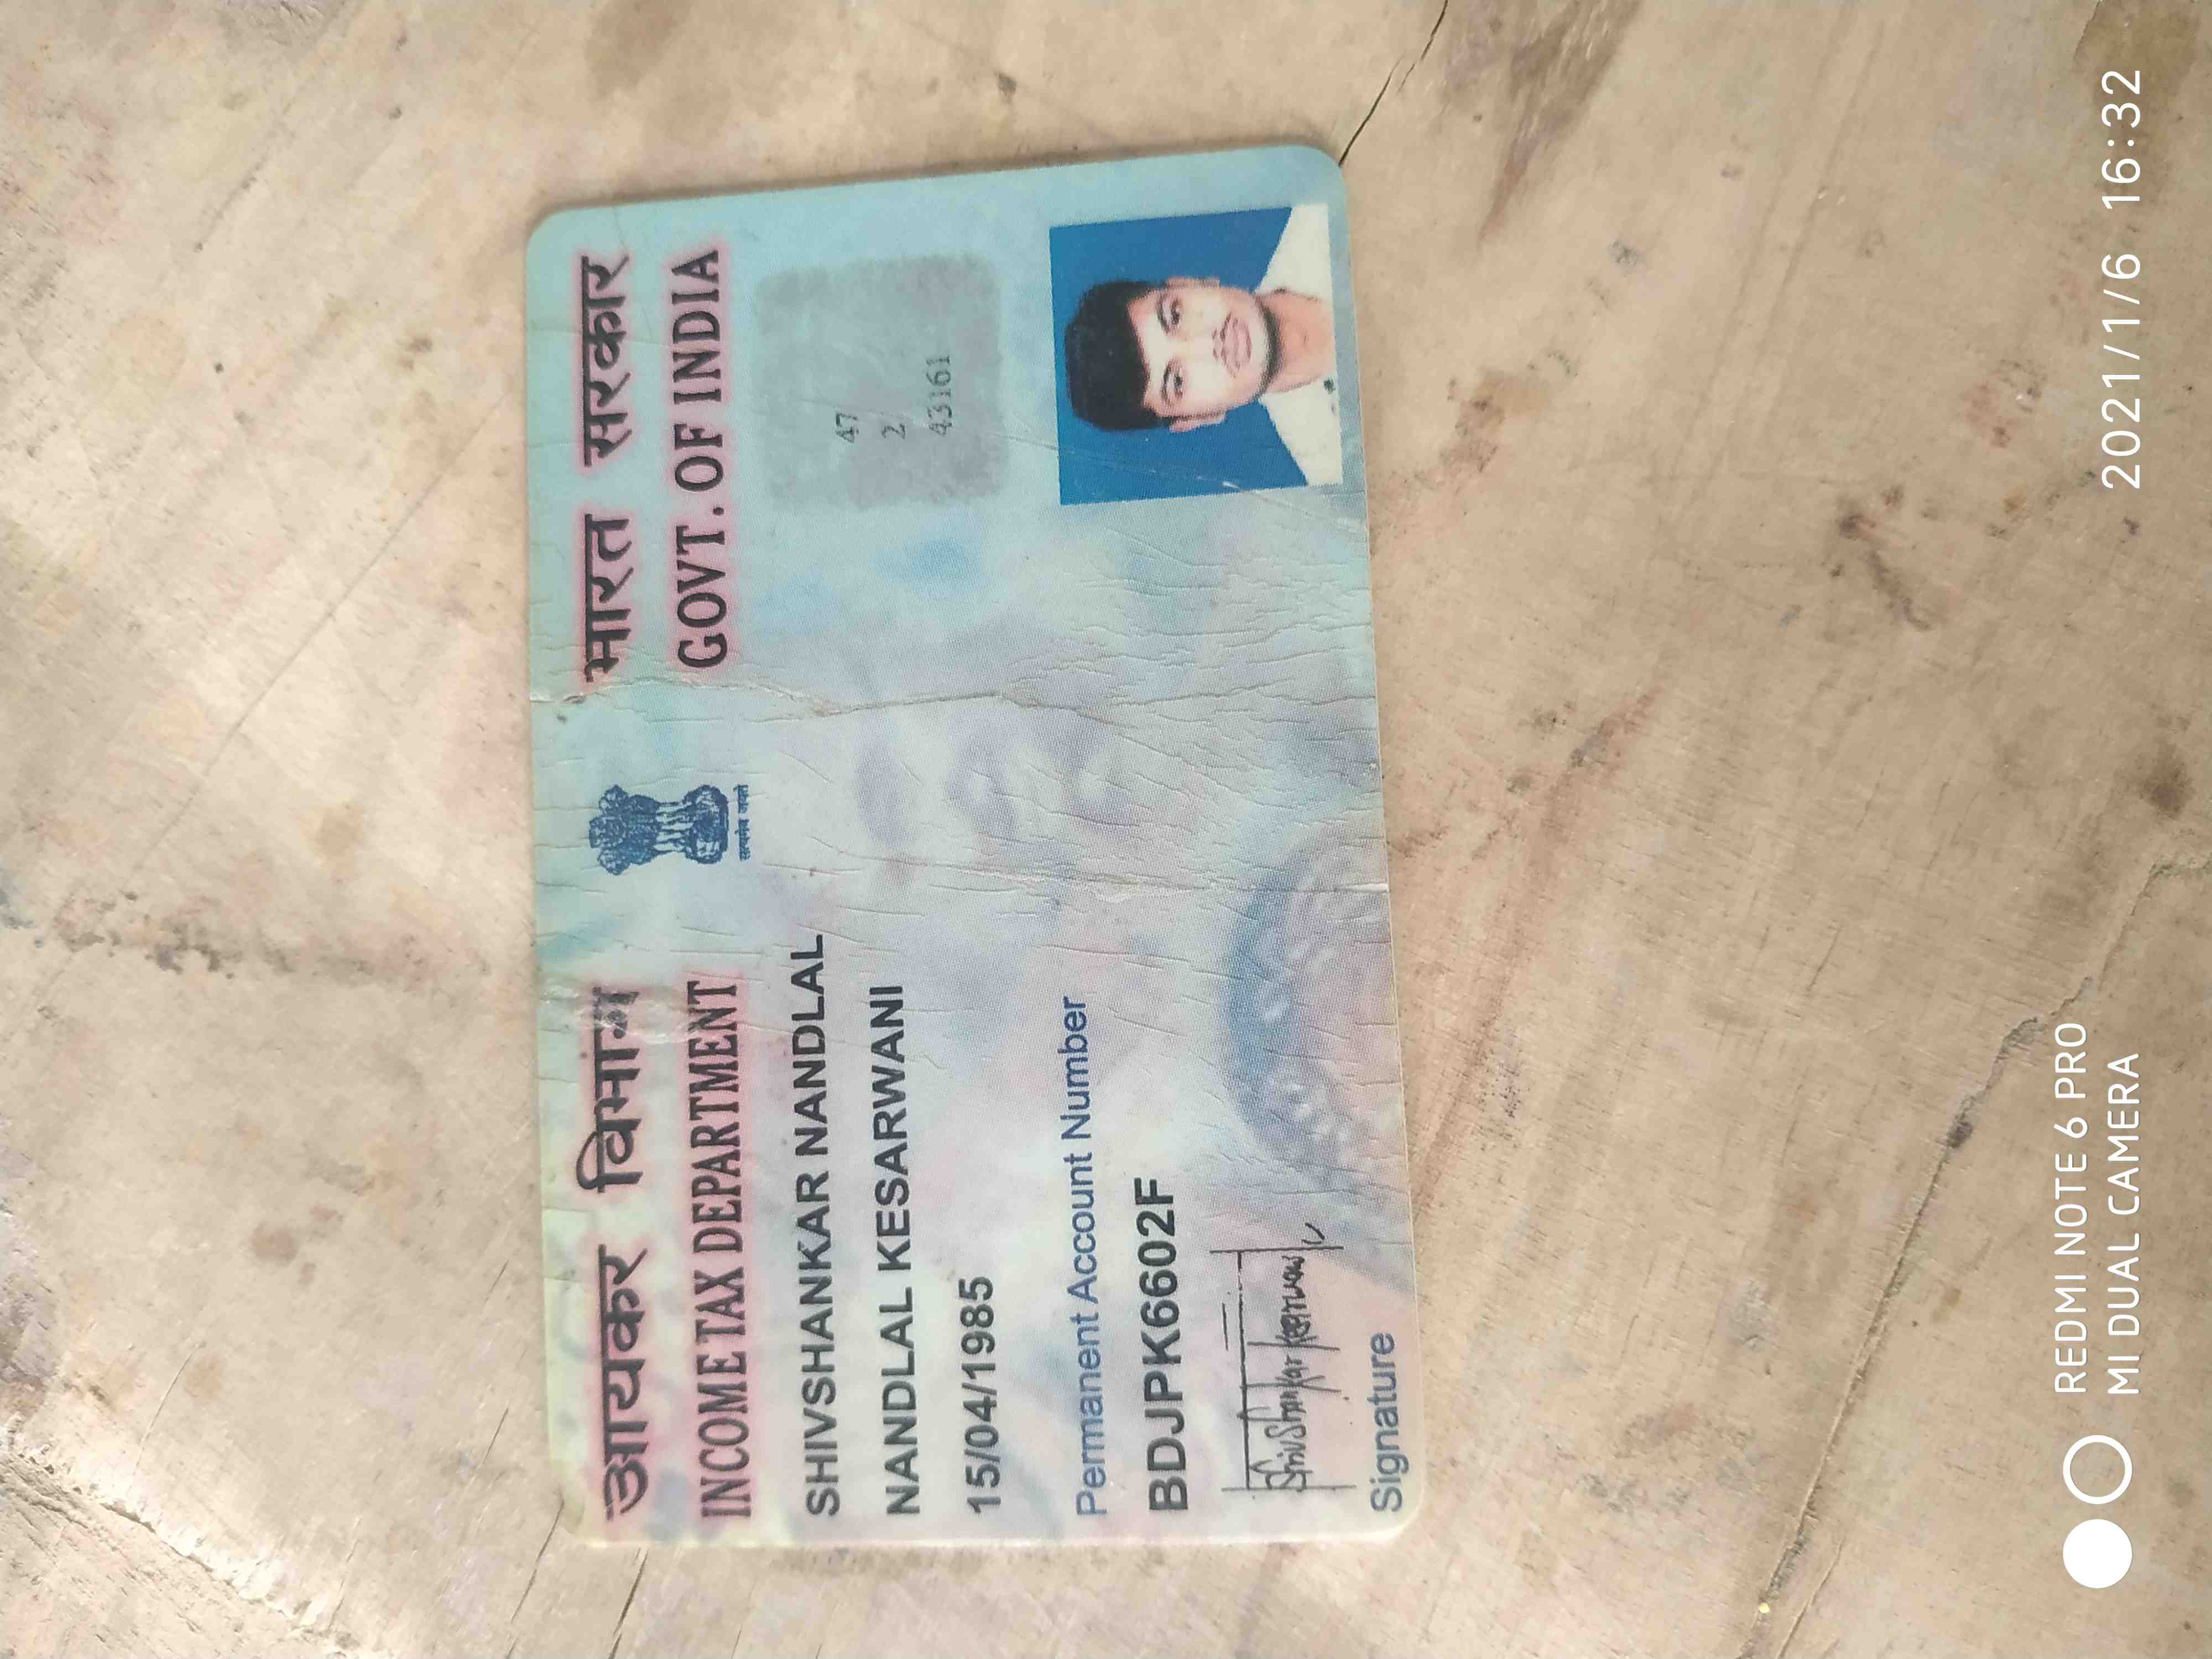 आयकर विभाग
INCOME TAX DEPARTMENT
सत्यमेव जयते
भारत सरकार
GOVT. OF INDIA
SHIVSHANKAR NANDLAL
NANDLAL KESARWANI
15/04/1985
47
2
43161
Permanent Account Number
BDJPK6602F
Shivshankar
Signature
REDMI NOTE 6 PRO
MI DUAL CAMERA
2021/1/6 16:32